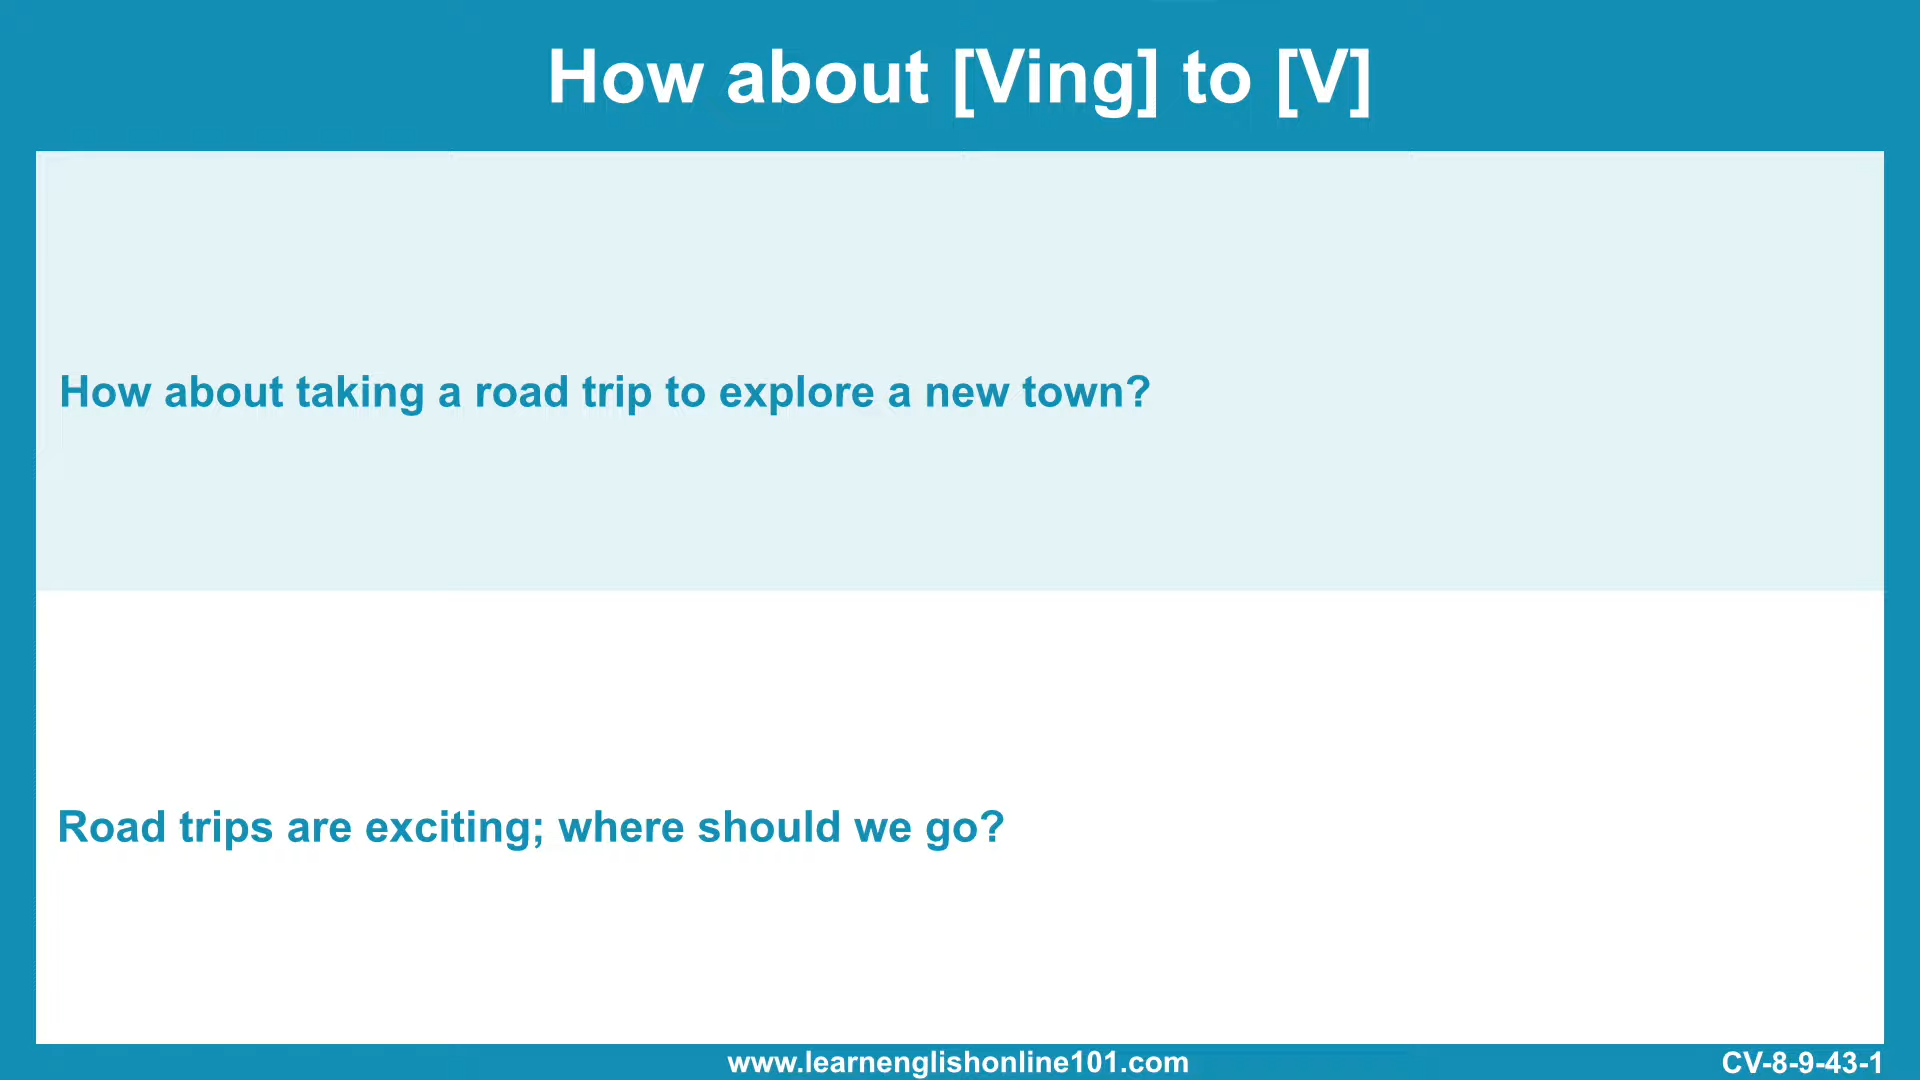 How about [Ving] to [V]
How about taking a road trip to explore a new town?
Road trips are exciting; where should we go?
www.learnenglishonline101.com
CV-8-9-43-1